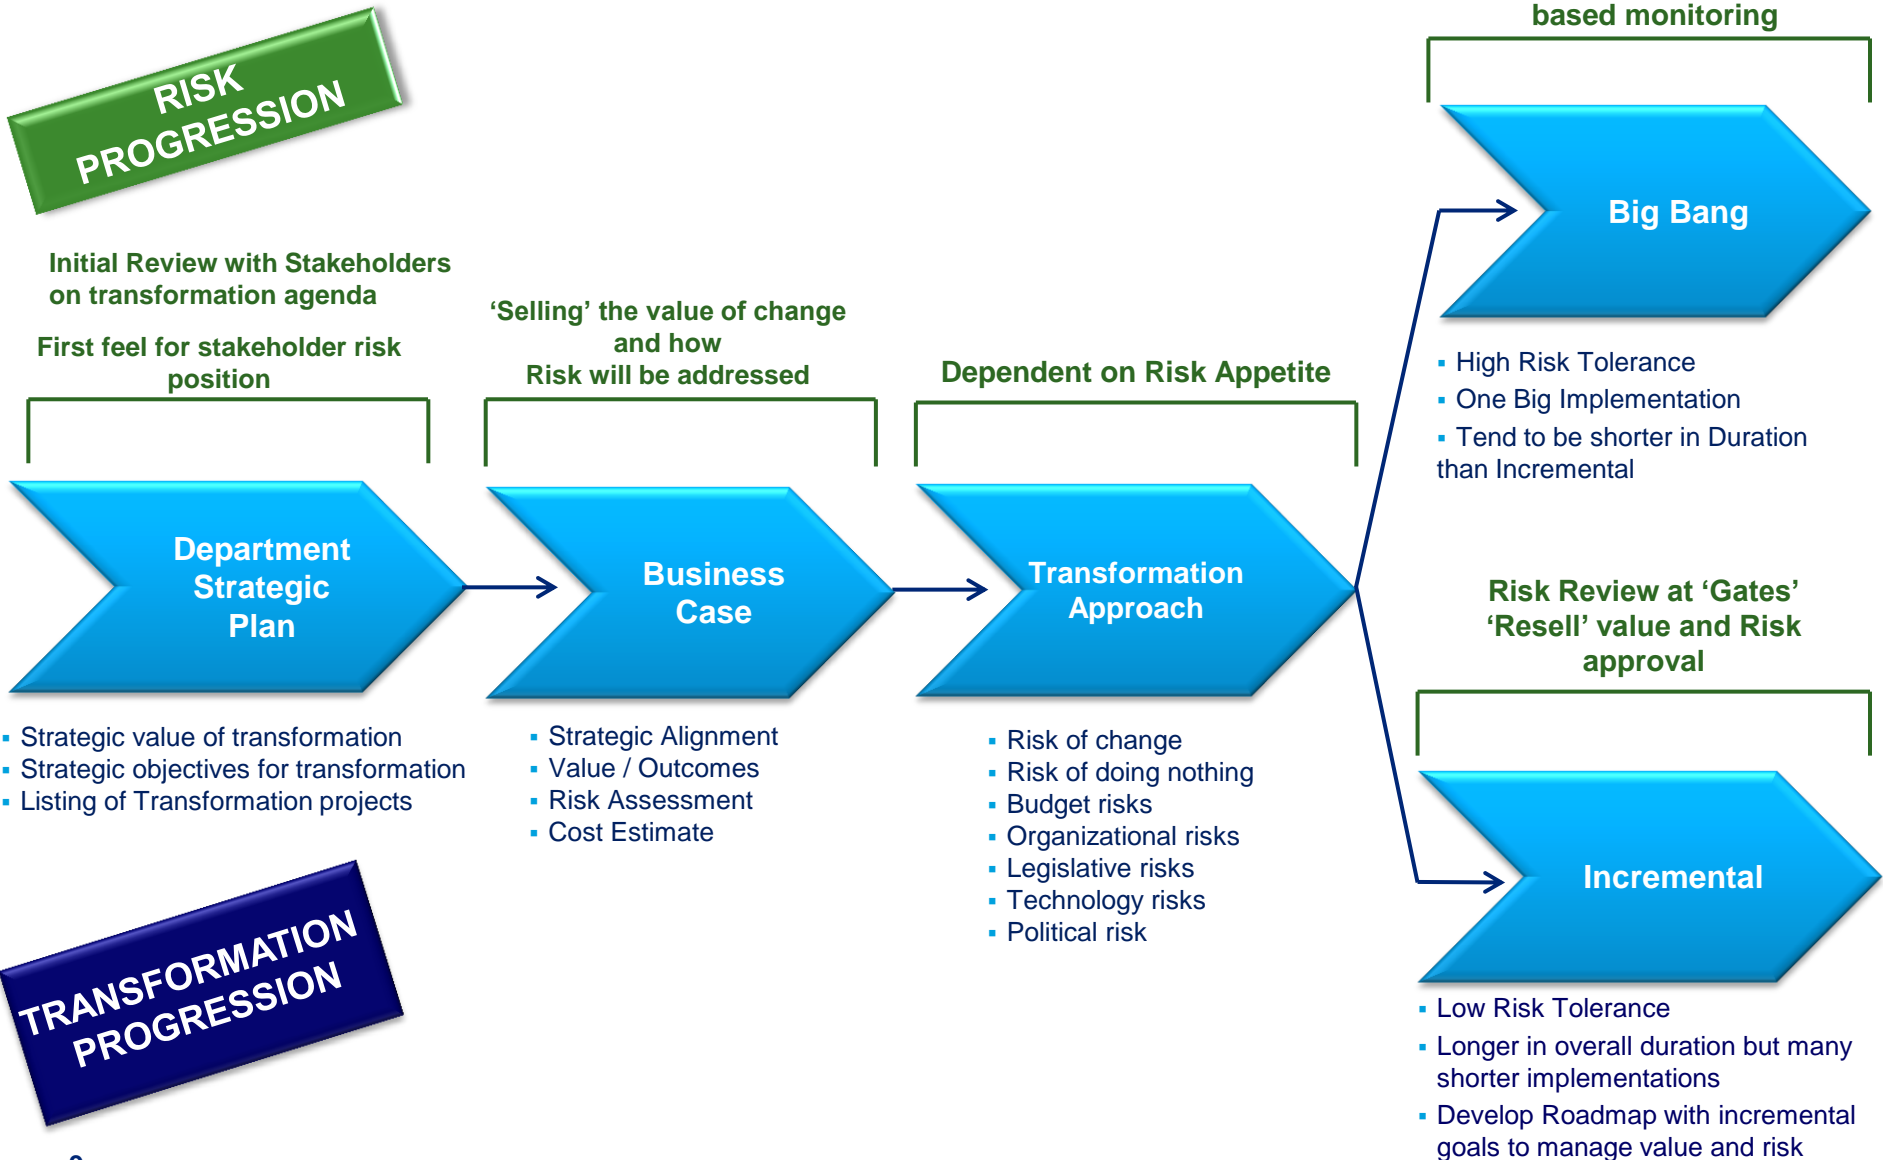 based monitoring
RISK
PROGRESSION
Big Bang
Initial Review with Stakeholders
on transformation agenda
First feel for stakeholder risk
position
‘Selling’ the value of change
and how
Risk will be addressed
Dependent on Risk Appetite
▪ High Risk Tolerance
▪ One Big Implementation
▪ Tend to be shorter in Duration
than Incremental
Department
Strategic
Plan
Business
Case
Transformation
Approach
Risk Review at ‘Gates’
‘Resell’ value and Risk
approval
▪ Strategic value of transformation
▪ Strategic objectives for transformation
▪ Listing of Transformation projects
▪ Strategic Alignment
▪ Value / Outcomes
▪ Risk Assessment
▪ Cost Estimate
▪ Risk of change
▪ Risk of doing nothing
▪ Budget risks
▪ Organizational risks
▪ Legislative risks
▪ Technology risks
▪ Political risk
Incremental
TRANSFORMATION
PROGRESSION
▪ Low Risk Tolerance
▪ Longer in overall duration but many
shorter implementations
▪ Develop Roadmap with incremental
goals to manage value and risk